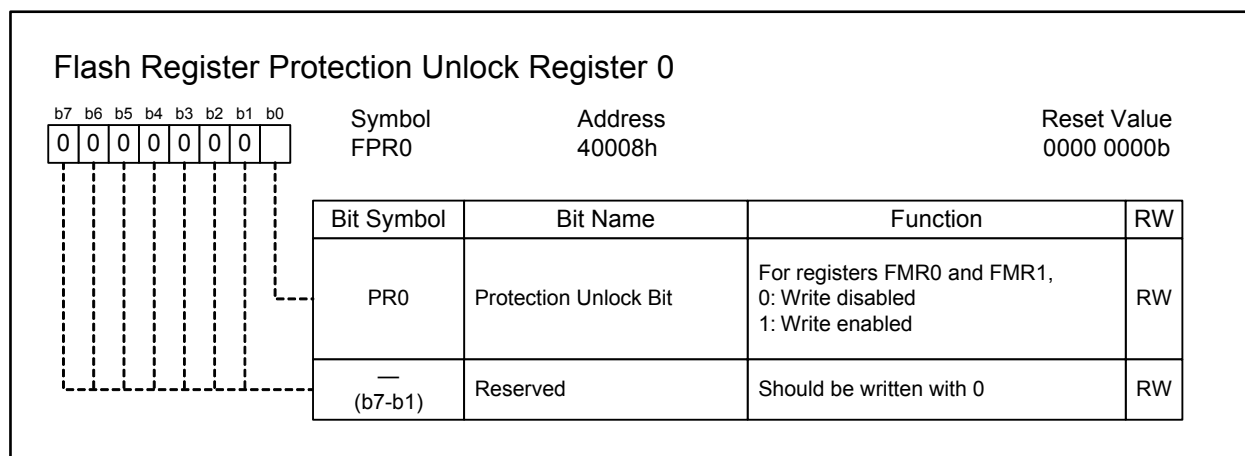 Flash Register Protection Unlock Register 0
b7 b6 b5 b4 b3 b2 b1 b0
0 0 0 0 0 0 0
Symbol Address Reset Value
FPR0 40008h 0000 0000b
Bit Symbol Bit Name Function RW
PR0 Protection Unlock Bit For registers FMR0 and FMR1,
0: Write disabled
1: Write enabled RW
—
(b7-b1) Reserved Should be written with 0 RW